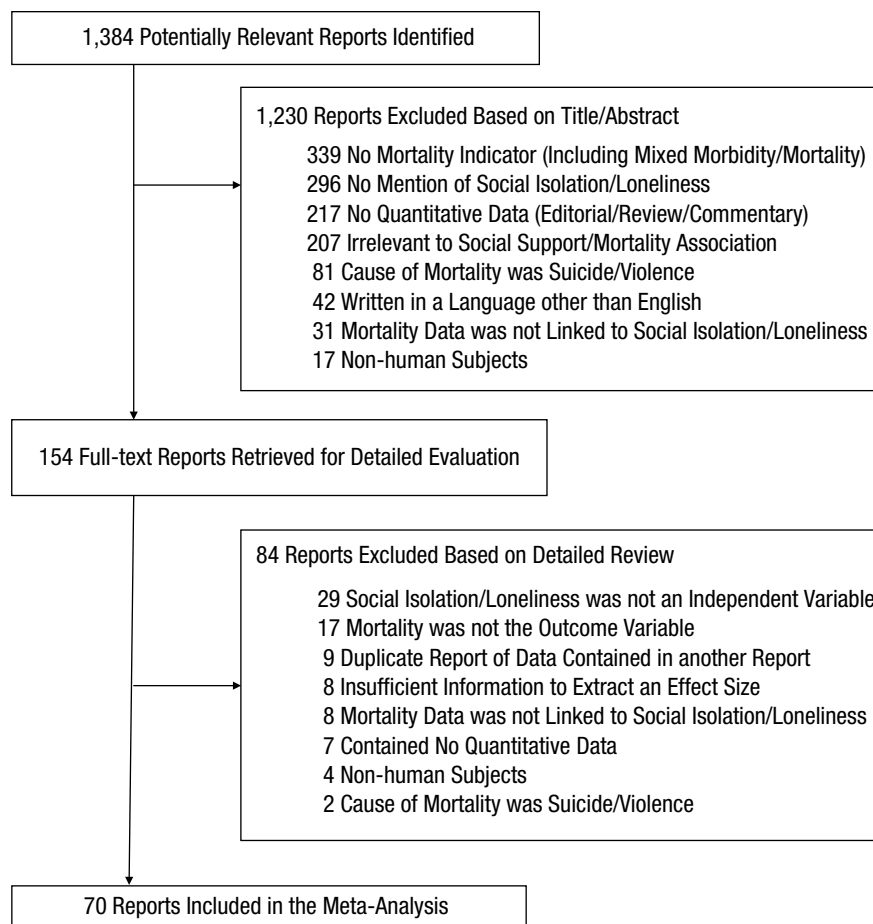 1,384 Potentially Relevant Reports Identified
1,230 Reports Excluded Based on Title/Abstract
339 No Mortality Indicator (Including Mixed Morbidity/Mortality)
296 No Mention of Social Isolation/Loneliness
217 No Quantitative Data (Editorial/Review/Commentary)
207 Irrelevant to Social Support/Mortality Association
81 Cause of Mortality was Suicide/Violence
42 Written in a Language other than English
31 Mortality Data was not Linked to Social Isolation/Loneliness
17 Non-human Subjects
154 Full-text Reports Retrieved for Detailed Evaluation
84 Reports Excluded Based on Detailed Review
29 Social Isolation/Loneliness was not an Independent Variable
17 Mortality was not the Outcome Variable
9 Duplicate Report of Data Contained in another Report
8 Insufficient Information to Extract an Effect Size
8 Mortality Data was not Linked to Social Isolation/Loneliness
7 Contained No Quantitative Data
4 Non-human Subjects
2 Cause of Mortality was Suicide/Violence
70 Reports Included in the Meta-Analysis